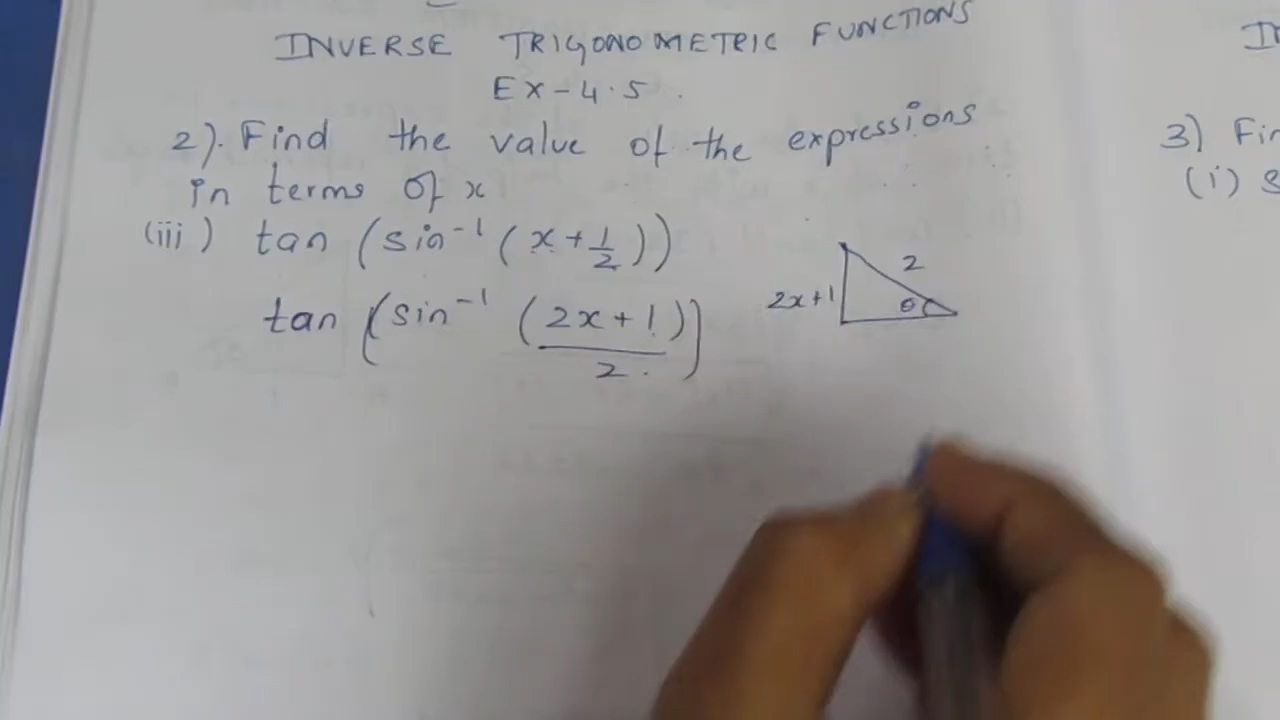 INVERSE TRIGONOMETRIC FUNCTIONS
EX-4.5
2). Find the value of the expressions
in terms of x
(iii) tan (sin⁻¹ (x + 1/2))
tan (sin⁻¹ ((2x + 1)/2))
2
2x+1
θ
3)
(i)